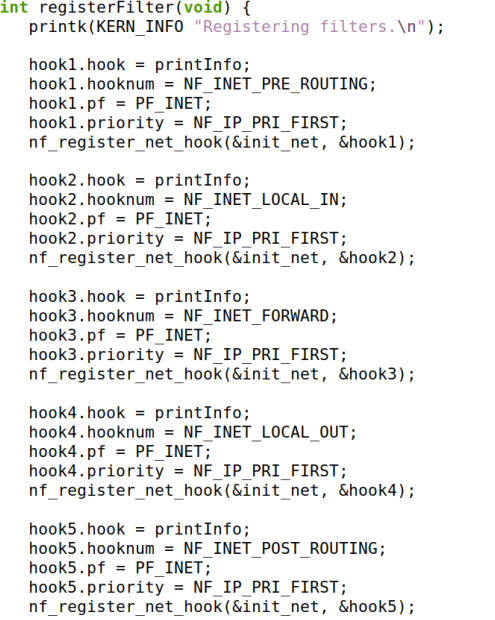 int registerFilter(void) {
   printk(KERN_INFO "Registering filters.\n");

   hook1.hook = printInfo;
   hook1.hooknum = NF_INET_PRE_ROUTING;
   hook1.pf = PF_INET;
   hook1.priority = NF_IP_PRI_FIRST;
   nf_register_net_hook(&init_net, &hook1);

   hook2.hook = printInfo;
   hook2.hooknum = NF_INET_LOCAL_IN;
   hook2.pf = PF_INET;
   hook2.priority = NF_IP_PRI_FIRST;
   nf_register_net_hook(&init_net, &hook2);

   hook3.hook = printInfo;
   hook3.hooknum = NF_INET_FORWARD;
   hook3.pf = PF_INET;
   hook3.priority = NF_IP_PRI_FIRST;
   nf_register_net_hook(&init_net, &hook3);

   hook4.hook = printInfo;
   hook4.hooknum = NF_INET_LOCAL_OUT;
   hook4.pf = PF_INET;
   hook4.priority = NF_IP_PRI_FIRST;
   nf_register_net_hook(&init_net, &hook4);

   hook5.hook = printInfo;
   hook5.hooknum = NF_INET_POST_ROUTING;
   hook5.pf = PF_INET;
   hook5.priority = NF_IP_PRI_FIRST;
   nf_register_net_hook(&init_net, &hook5);